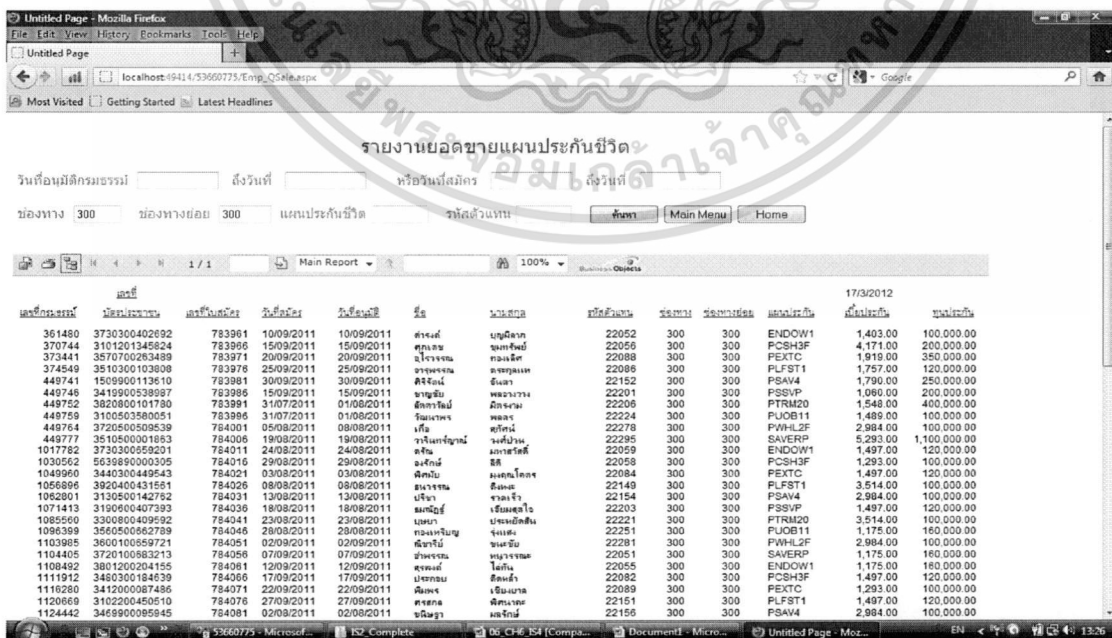 Untitled Page - Mozilla Firefox
File Edit View History Bookmarks Tools Help
Untitled Page +
localhost:49414/53660775/Emp_QSale.aspx Google
Most Visited Getting Started Latest Headlines
พระจอมเกล้าเจ้าคุณทหาร
รายงานยอดขายแผนประกันชีวิต
วันที่อนุมัติกรมธรรม์ ถึงวันที่ หรือวันที่สมัคร ถึงวันที่
ช่องทาง 300 ช่องทางย่อย 300 แผนประกันชีวิต รหัสตัวแทน ค้นหา Main Menu Home
1 / 1 Main Report 100% Business Objects
17/3/2012
เลขที่
เลขที่กรมธรรม์ บัตรประชาชน เลขที่ใบสมัคร วันที่สมัคร วันที่อนุมัติ ชื่อ นามสกุล รหัสตัวแทน ช่องทาง ช่องทางย่อย แผนประกัน เบี้ยประกัน ทุนประกัน
361480 3730300402692 783961 10/09/2011 10/09/2011 22052 300 300 ENDOW1 1,403.00 100,000.00
370744 3101201345824 783966 15/09/2011 15/09/2011 22056 300 300 PCSH3F 4,171.00 200,000.00
373441 3570700263489 783971 20/09/2011 20/09/2011 22088 300 300 PEXTC 1,919.00 350,000.00
374549 3510300103808 783976 25/09/2011 25/09/2011 22086 300 300 PLFST1 1,757.00 120,000.00
449741 1509900113610 783981 30/09/2011 30/09/2011 22152 300 300 PSAV4 1,790.00 250,000.00
449746 3419900538987 783986 15/09/2011 15/09/2011 22201 300 300 PSSVP 1,060.00 200,000.00
449752 3820800101780 783991 31/07/2011 01/08/2011 22206 300 300 PTRM20 1,548.00 400,000.00
449759 3100503580051 783996 31/07/2011 01/08/2011 22224 300 300 PUOB11 1,489.00 100,000.00
449764 3720500509539 784001 05/08/2011 08/08/2011 22278 300 300 PWHL2F 2,984.00 100,000.00
449777 3510500001863 784006 19/08/2011 19/08/2011 22295 300 300 SAVERP 5,293.00 1,100,000.00
1017782 3730300659201 784011 24/08/2011 24/08/2011 22059 300 300 ENDOW1 1,497.00 120,000.00
1030562 5639890000305 784016 29/08/2011 29/08/2011 22058 300 300 PCSH3F 1,293.00 100,000.00
1049960 3440300449543 784021 03/08/2011 03/08/2011 22084 300 300 PEXTC 1,497.00 120,000.00
1056896 3920400431561 784026 08/08/2011 08/08/2011 22149 300 300 PLFST1 3,514.00 100,000.00
1062801 3130500142762 784031 13/08/2011 13/08/2011 22154 300 300 PSAV4 2,984.00 100,000.00
1071413 3190600407393 784036 18/08/2011 18/08/2011 22203 300 300 PSSVP 1,497.00 120,000.00
1085560 3300800409592 784041 23/08/2011 23/08/2011 22221 300 300 PTRM20 3,514.00 100,000.00
1096399 3560500662789 784046 28/08/2011 28/08/2011 22251 300 300 PUOB11 1,175.00 160,000.00
1103985 3600100659721 784051 02/09/2011 02/09/2011 22281 300 300 PWHL2F 2,984.00 100,000.00
1104405 3720100683213 784056 07/09/2011 07/09/2011 22051 300 300 SAVERP 1,175.00 160,000.00
1108492 3801200204155 784061 12/09/2011 12/09/2011 22055 300 300 ENDOW1 1,175.00 160,000.00
1111912 3480300184639 784066 17/09/2011 17/09/2011 22082 300 300 PCSH3F 1,497.00 120,000.00
1116280 3412000087486 784071 22/09/2011 22/09/2011 22089 300 300 PEXTC 1,293.00 100,000.00
1120669 3102200450510 784076 27/09/2011 27/09/2011 22151 300 300 PLFST1 1,497.00 120,000.00
1124442 3469900095945 784081 02/08/2011 02/08/2011 22156 300 300 PSAV4 2,984.00 100,000.00
53660775 - Microsof... IS2_Complete 06_CH6_IS4 [Compa... Document1 - Micro... Untitled Page - Moz... EN 13:26